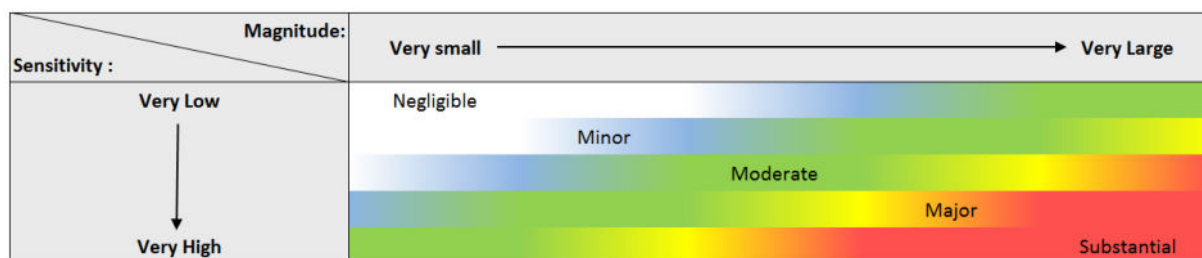 Magnitude:
Sensitivity :
Very small
Very Large
Very Low
Negligible
Minor
Moderate
Major
Very High
Substantial